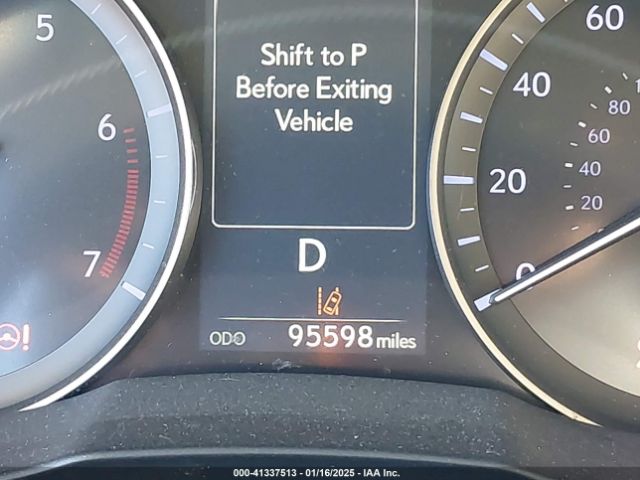 5
6
7
Shift to P
Before Exiting
Vehicle
D
ODO 95598 miles
60
40
20
0
80
60
40
20
!
000-41337513 - 01/16/2025 - IAA Inc.